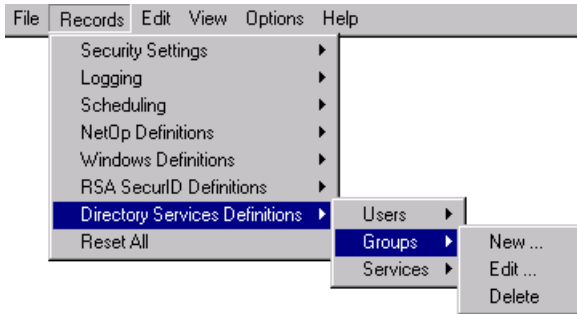 File Records Edit View Options Help
Security Settings
Logging
Scheduling
NetOp Definitions
Windows Definitions
RSA SecurID Definitions
Directory Services Definitions
Reset All
Users
Groups
Services
New ...
Edit ...
Delete